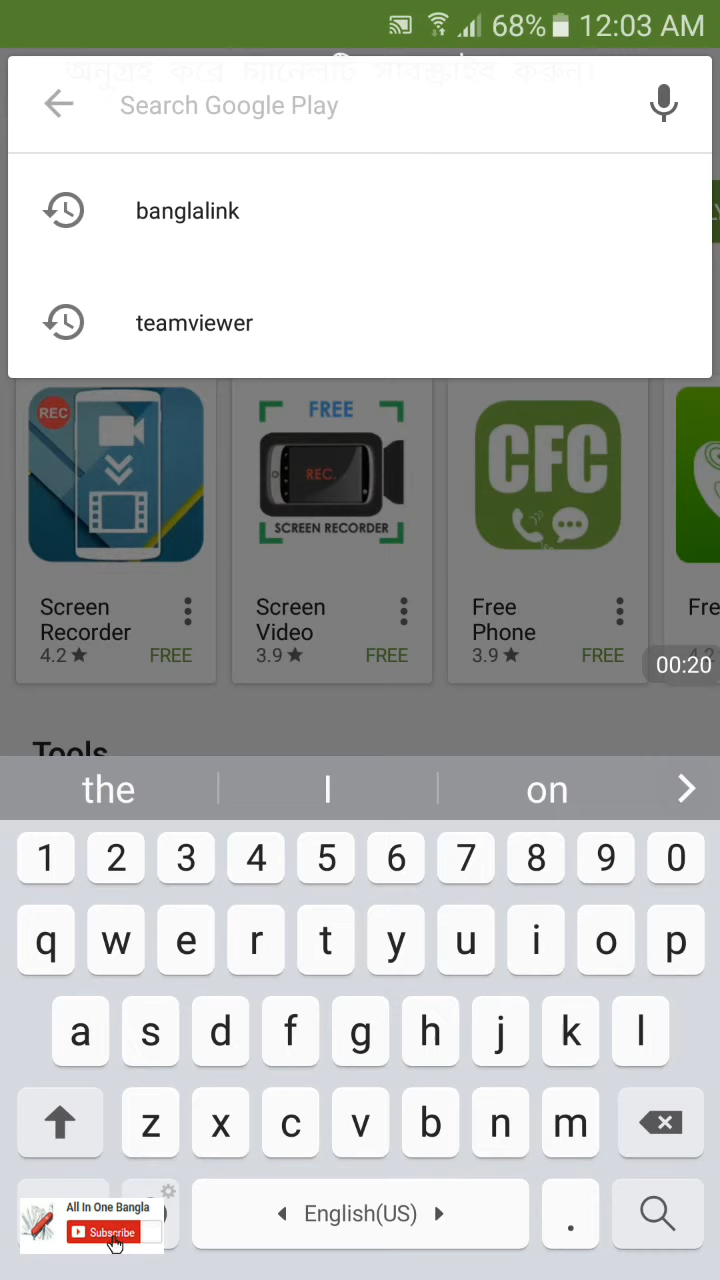 68% 12:03 AM
অনুগ্রহ করে চ্যানেলটি সাবস্ক্রাইব করুন।
Search Google Play
banglalink
teamviewer
REC
FREE
REC.
SCREEN RECORDER
CFC
Screen Recorder
4.2 ★ FREE
Screen Video
3.9 ★ FREE
Free Phone
3.9 ★ FREE
Fre
4.2
00:20
Tools
the I on
1 2 3 4 5 6 7 8 9 0
q w e r t y u i o p
a s d f g h j k l
z x c v b n m
English(US) .
All In One Bangla
Subscribe